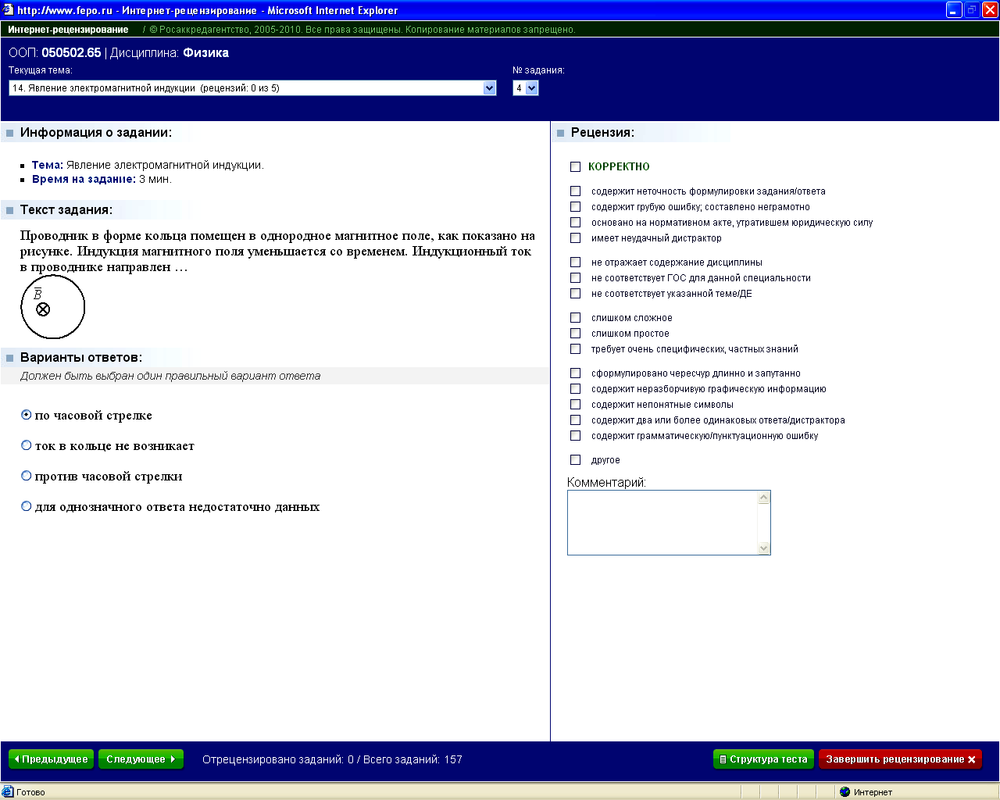 http://www.fepo.ru - Интернет-рецензирование - Microsoft Internet Explorer
Интернет-рецензирование / © Росаккредагентство, 2005-2010. Все права защищены. Копирование материалов запрещено.
ООП: 050502.65 | Дисциплина: Физика
Текущая тема: № задания:
14. Явление электромагнитной индукции (рецензий: 0 из 5) 4
Информация о задании:
Тема: Явление электромагнитной индукции.
Время на задание: 3 мин.
Текст задания:
Проводник в форме кольца помещен в однородное магнитное поле, как показано на
рисунке. Индукция магнитного поля уменьшается со временем. Индукционный ток
в проводнике направлен …
B
Варианты ответов:
Должен быть выбран один правильный вариант ответа
по часовой стрелке
ток в кольце не возникает
против часовой стрелки
для однозначного ответа недостаточно данных
Рецензия:
КОРРЕКТНО
содержит неточность формулировки задания/ответа
содержит грубую ошибку; составлено неграмотно
основано на нормативном акте, утратившем юридическую силу
имеет неудачный дистрактор
не отражает содержание дисциплины
не соответствует ГОС для данной специальности
не соответствует указанной теме/ДЕ
слишком сложное
слишком простое
требует очень специфических, частных знаний
сформулировано чересчур длинно и запутанно
содержит неразборчивую графическую информацию
содержит непонятные символы
содержит два или более одинаковых ответа/дистрактора
содержит грамматическую/пунктуационную ошибку
другое
Комментарий:
Предыдущее Следующее Отрецензировано заданий: 0 / Всего заданий: 157 Структура теста Завершить рецензирование
Готово Интернет